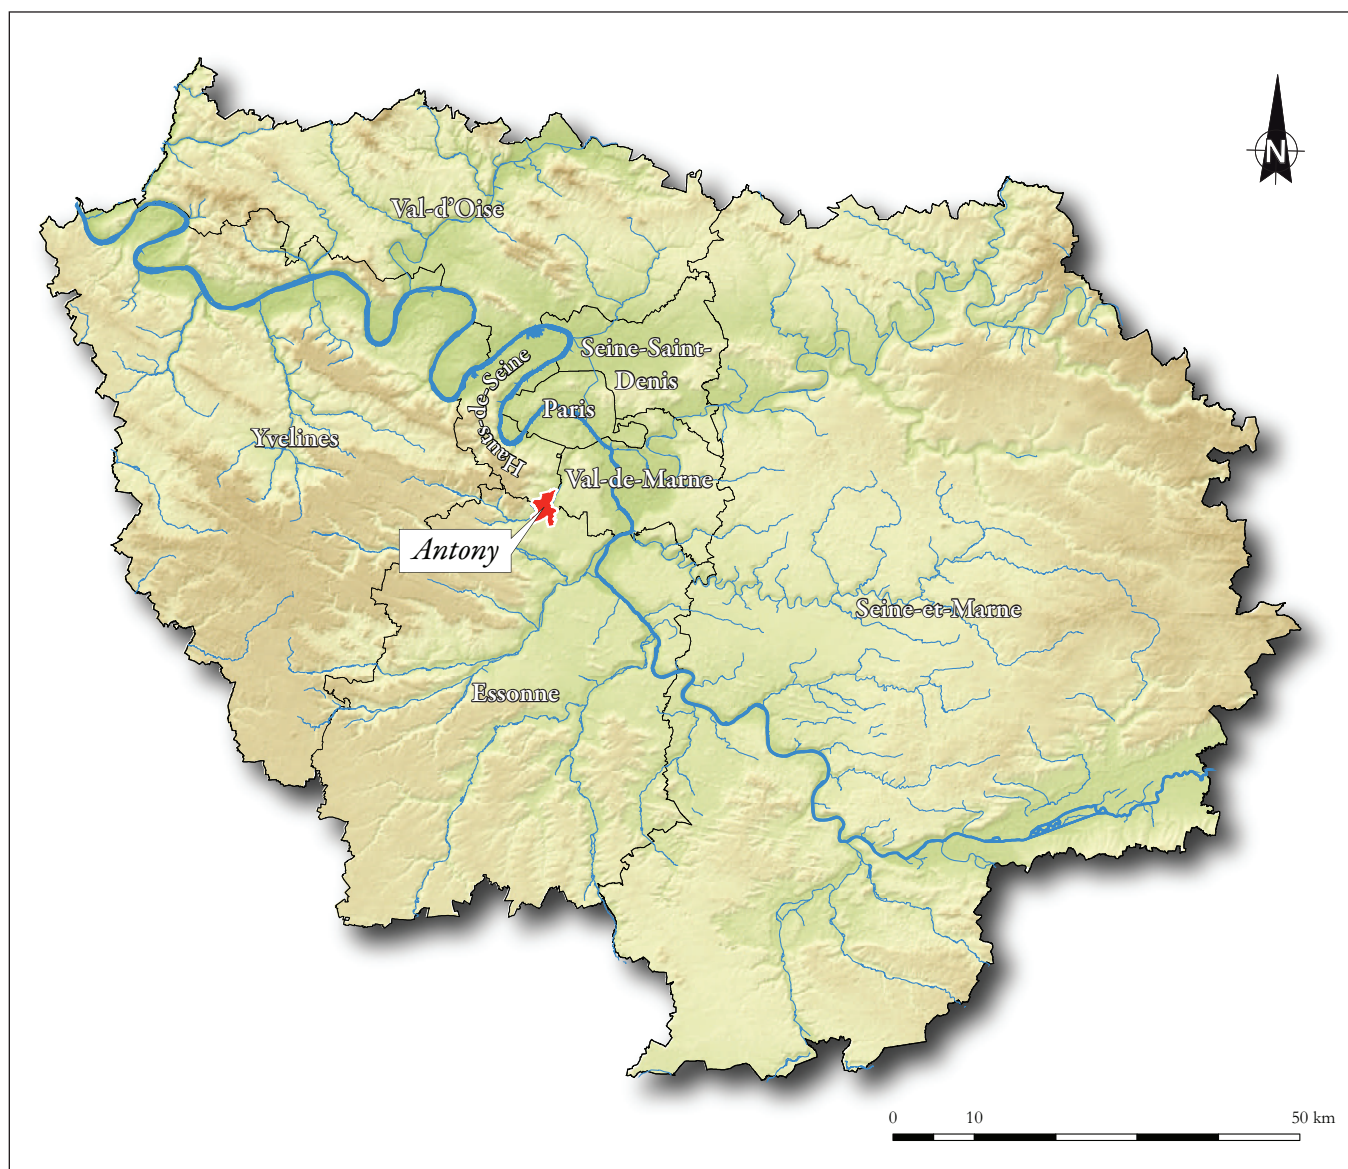 N
Val-d'Oise
Seine-Saint-
Denis
Hauts-de-Seine
Paris
Yvelines
Val-de-Marne
Antony
Seine-et-Marne
Essonne
0 10 50 km